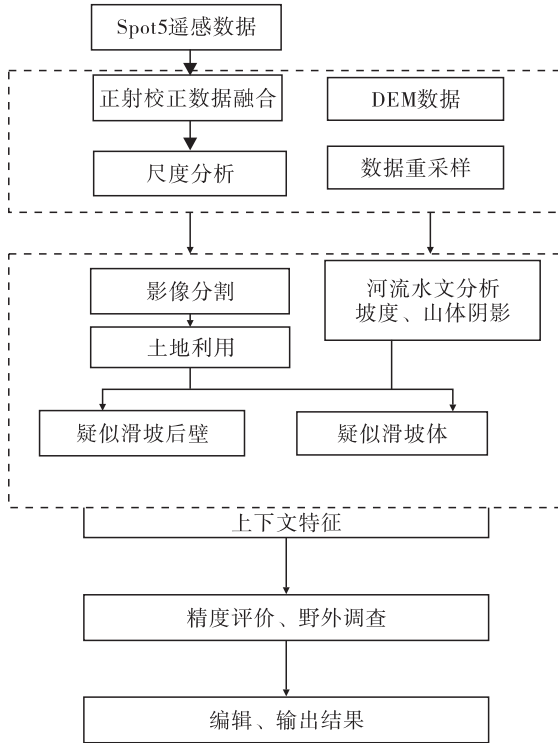 Spot5遥感数据
正射校正数据融合
DEM数据
尺度分析
数据重采样
影像分割
河流水文分析
坡度、山体阴影
土地利用
疑似滑坡后壁
疑似滑坡体
上下文特征
精度评价、野外调查
编辑、输出结果